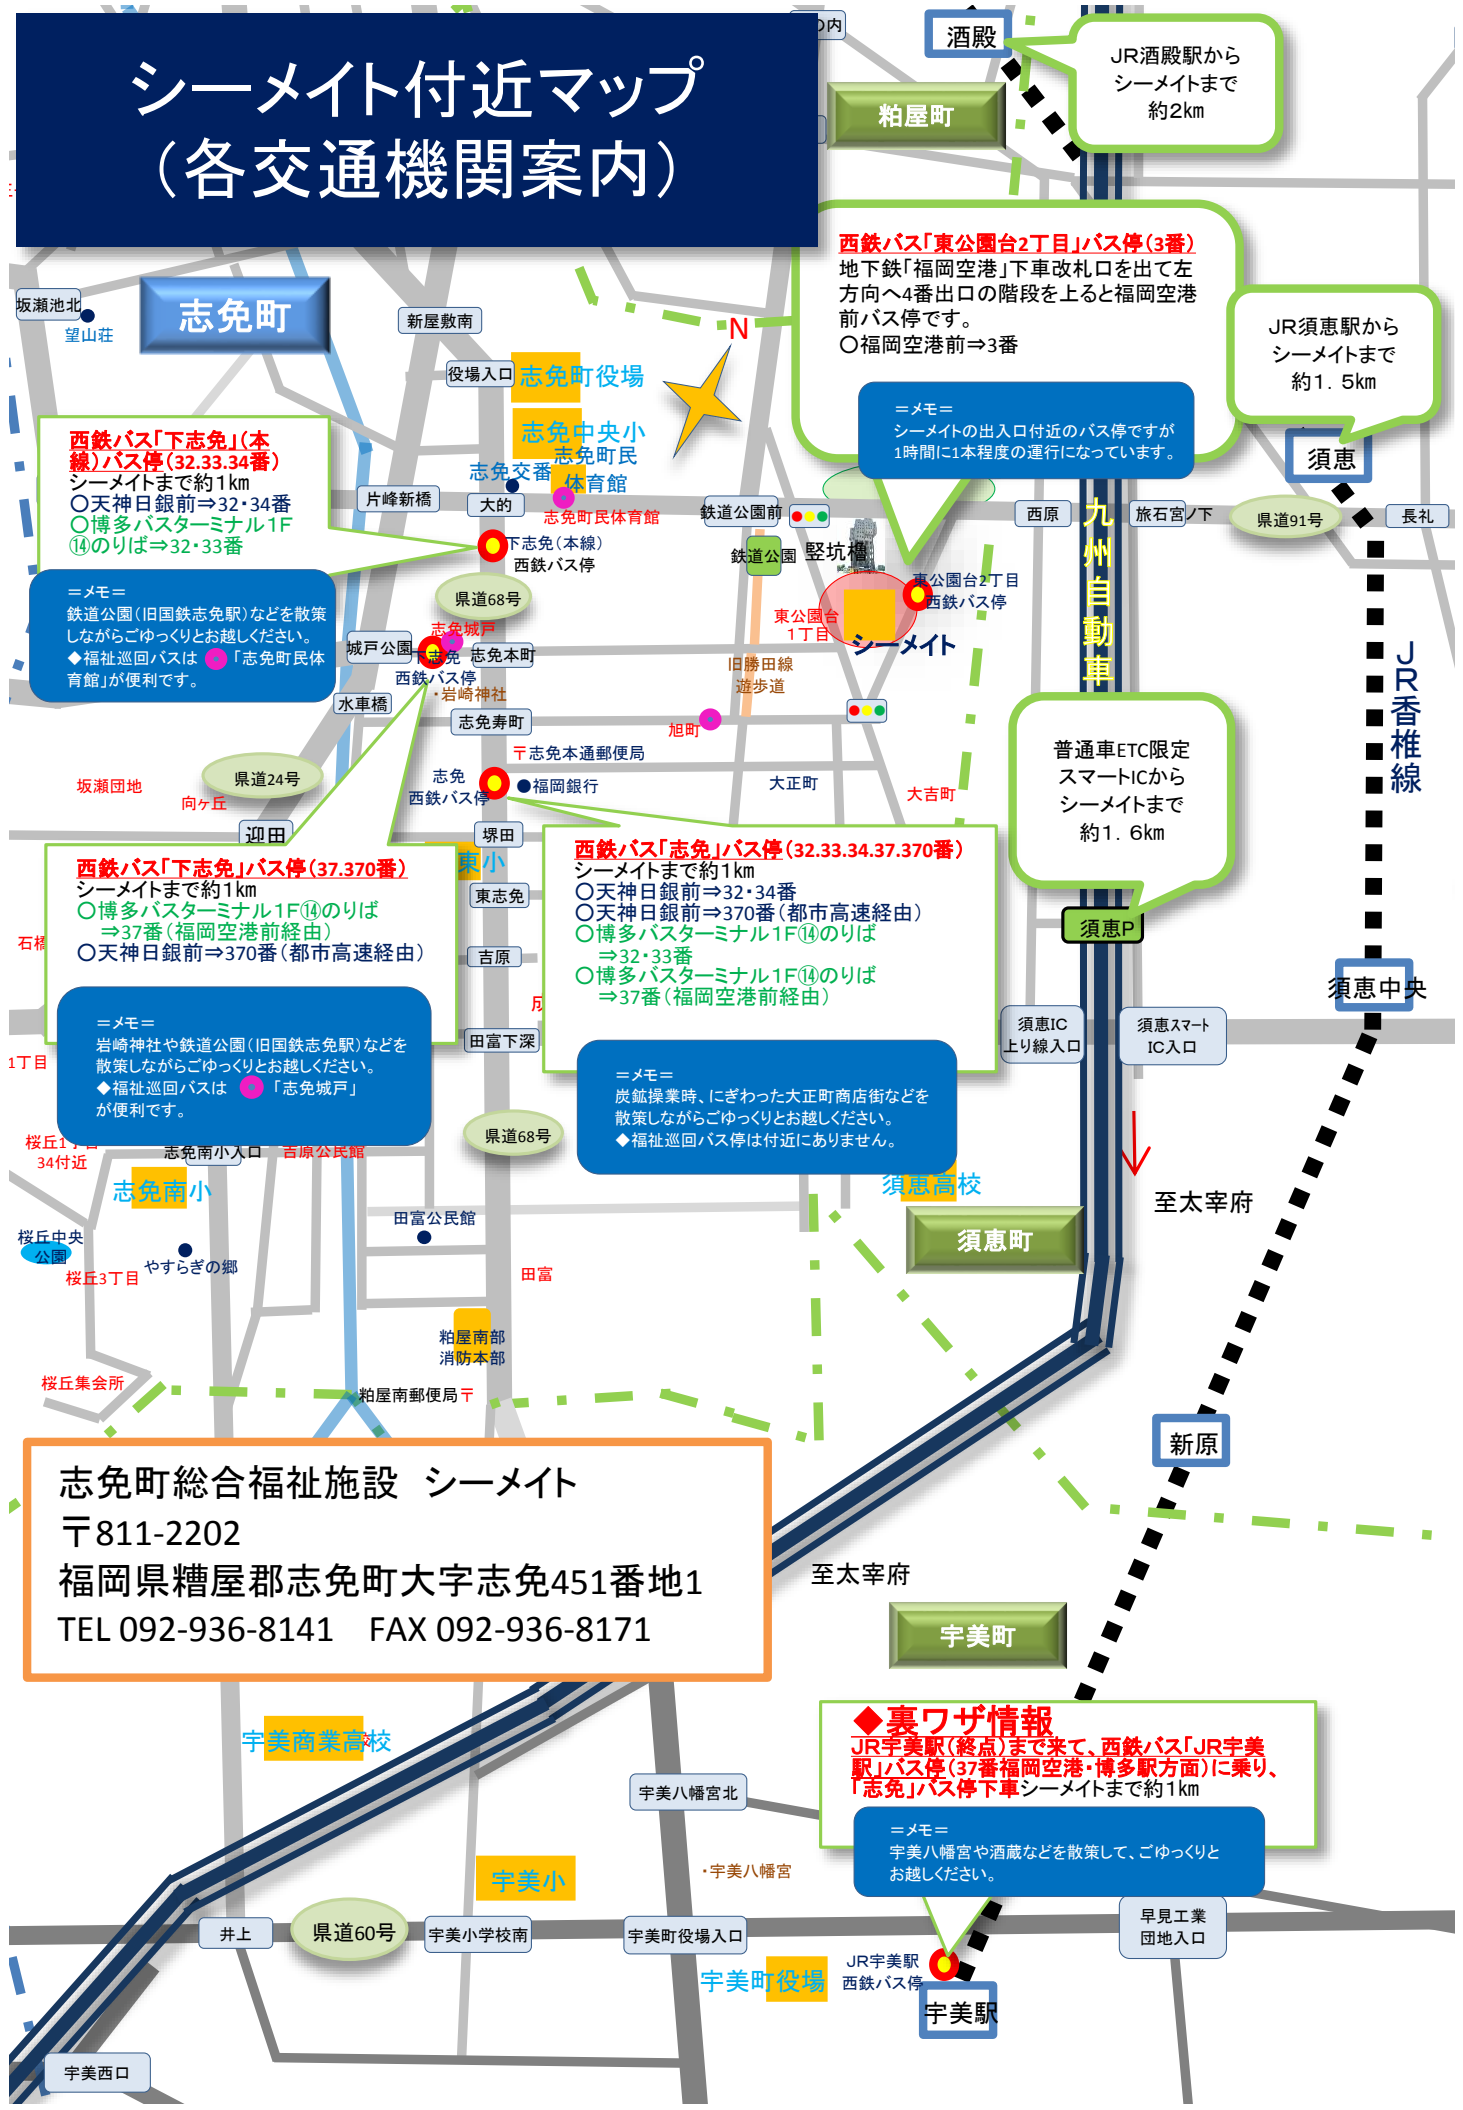 シーメイト付近マップ
（各交通機関案内）
の内
酒殿
JR酒殿駅から
シーメイトまで
約2km
粕屋町
西鉄バス「東公園台2丁目」バス停（3番）
地下鉄「福岡空港」下車改札口を出て左
方向へ4番出口の階段を上ると福岡空港
前バス停です。
〇福岡空港前⇒3番
＝メモ＝
シーメイトの出入口付近のバス停ですが
1時間に1本程度の運行になっています。
JR須恵駅から
シーメイトまで
約1．5km
須恵
坂瀬池北
望山荘
志免町
新屋敷南
N
役場入口
志免町役場
志免中央小
志免町民
体育館
志免交番
西鉄バス「下志免」（本
線）バス停（32.33.34番）
シーメイトまで約1km
〇天神日銀前⇒32・34番
〇博多バスターミナル1F
⑭のりば⇒32・33番
片峰新橋
大的
志免町民体育館
鉄道公園前
西原
旅石宮ノ下
県道91号
長礼
九州自動車
下志免（本線）
西鉄バス停
鉄道公園
竪坑櫓
東公園台2丁目
西鉄バス停
県道68号
＝メモ＝
鉄道公園（旧国鉄志免駅）などを散策
しながらごゆっくりとお越しください。
◆福祉巡回バスは「志免町民体
育館」が便利です。
志免城戸
城戸公園
下志免
西鉄バス停
志免本町
東公園台
1丁目
シーメイト
・岩崎神社
旧勝田線
遊歩道
JR香椎線
水車橋
志免寿町
旭町
〒志免本通郵便局
県道24号
坂瀬団地
向ヶ丘
志免
西鉄バス停
●福岡銀行
大正町
大吉町
普通車ETC限定
スマートICから
シーメイトまで
約1．6km
迎田
堺田
東小
西鉄バス「下志免」バス停（37.370番）
シーメイトまで約1km
〇博多バスターミナル1F⑭のりば
⇒37番（福岡空港前経由）
〇天神日銀前⇒370番（都市高速経由）
＝メモ＝
岩崎神社や鉄道公園（旧国鉄志免駅）などを
散策しながらごゆっくりとお越しください。
◆福祉巡回バスは「志免城戸」
が便利です。
東志免
吉原
田富下深
西鉄バス「志免」バス停（32.33.34.37.370番）
シーメイトまで約1km
〇天神日銀前⇒32・34番
〇天神日銀前⇒370番（都市高速経由）
〇博多バスターミナル1F⑭のりば
⇒32・33番
〇博多バスターミナル1F⑭のりば
⇒37番（福岡空港前経由）
＝メモ＝
炭鉱操業時、にぎわった大正町商店街などを
散策しながらごゆっくりとお越しください。
◆福祉巡回バス停は付近にありません。
須恵P
須恵中央
須恵IC
上り線入口
須恵スマート
IC入口
1丁目
県道68号
桜丘1丁目
34付近
志免南小入口
吉原公民館
志免南小
須恵高校
至太宰府
須恵町
桜丘中央
公園
桜丘3丁目
やすらぎの郷
田富公民館
田富
粕屋南部
消防本部
桜丘集会所
粕屋南郵便局〒
新原
志免町総合福祉施設　シーメイト
〒811-2202
福岡県糟屋郡志免町大字志免451番地1
TEL 092-936-8141　FAX 092-936-8171
至太宰府
宇美町
宇美商業高校
◆裏ワザ情報
JR宇美駅（終点）まで来て、西鉄バス「JR宇美
駅」バス停（37番福岡空港・博多駅方面）に乗り、
「志免」バス停下車シーメイトまで約1km
＝メモ＝
宇美八幡宮や酒蔵などを散策して、ごゆっくりと
お越しください。
宇美八幡宮北
・宇美八幡宮
宇美小
井上
県道60号
宇美小学校南
宇美町役場入口
早見工業
団地入口
宇美町役場
JR宇美駅
西鉄バス停
宇美駅
宇美西口